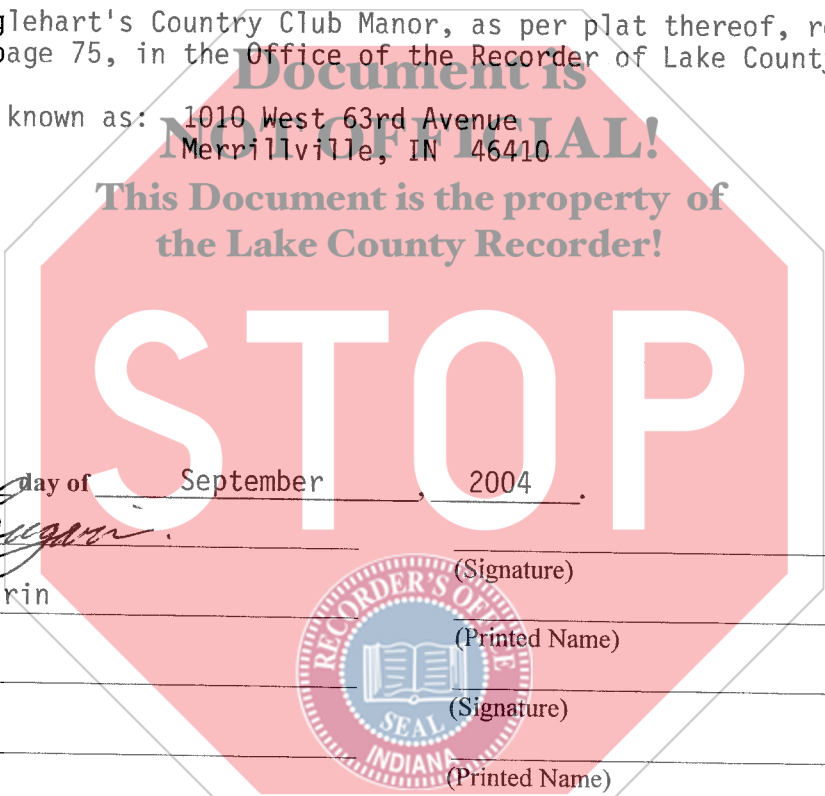 glehart's Country Club Manor, as per plat thereof, r
page 75, in the Office of the Recorder of Lake Count
Document is
known as: 1010 West 63rd Avenue
NOT OFFICIAL!
Merrillville, IN 46410
This Document is the property of
the Lake County Recorder!
STOP
day of September, 2004.
(Signature)
rin
(Printed Name)
(Signature)
(Printed Name)
RECORDER'S OFFICE
SEAL
INDIANA